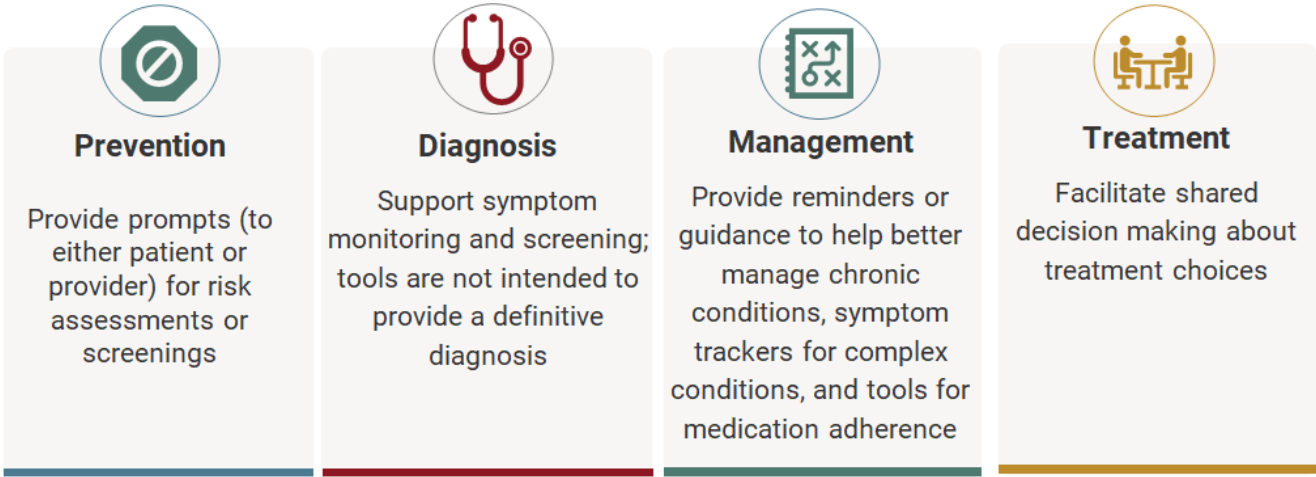 Prevention
Provide prompts (to
either patient or
provider) for risk
assessments or
screenings
Diagnosis
Support symptom
monitoring and screening;
tools are not intended to
provide a definitive
diagnosis
Management
Provide reminders or
guidance to help better
manage chronic
conditions, symptom
trackers for complex
conditions, and tools for
medication adherence
Treatment
Facilitate shared
decision making about
treatment choices